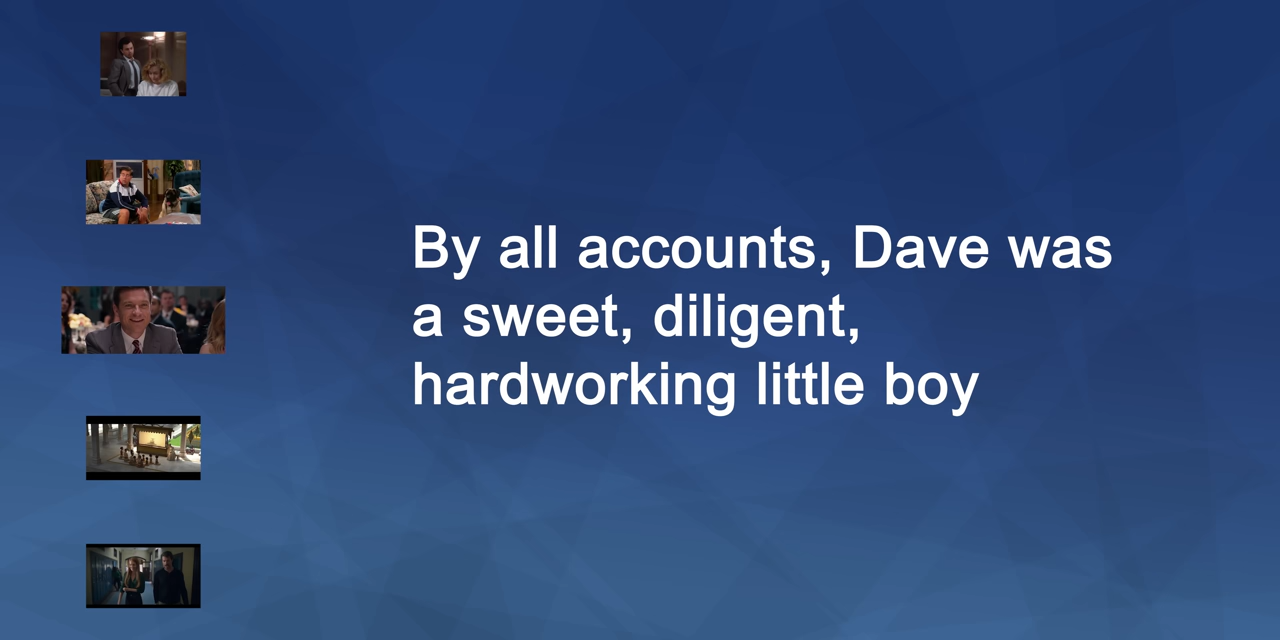 By all accounts, Dave was
a sweet, diligent,
hardworking little boy